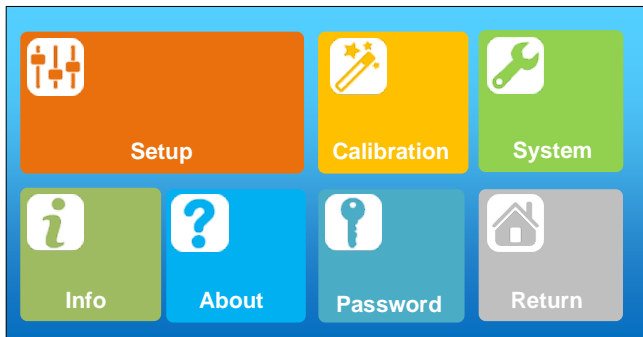 Setup
Calibration
System
Info
About
Password
Return